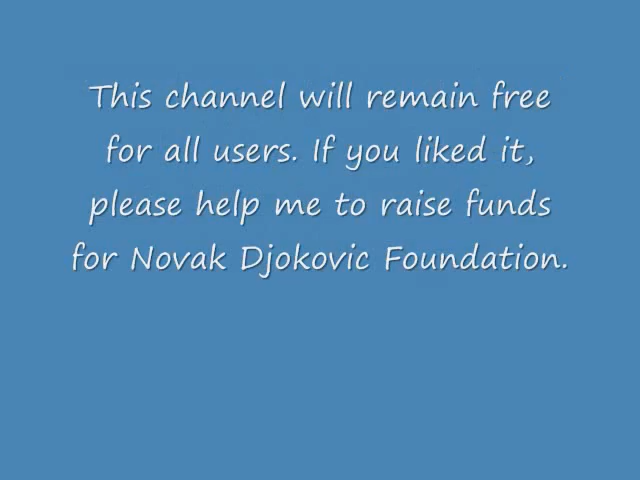 This channel will remain free
for all users. If you liked it,
please help me to raise funds
for Novak Djokovic Foundation.